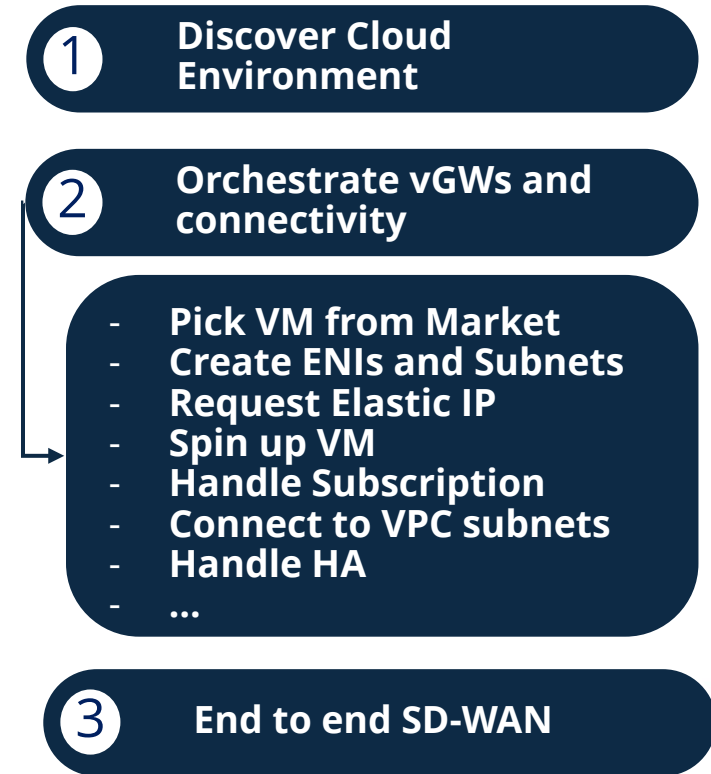 1
Discover Cloud
Environment
2
Orchestrate vGWs and
connectivity
- Pick VM from Market
- Create ENIs and Subnets
- Request Elastic IP
- Spin up VM
- Handle Subscription
- Connect to VPC subnets
- Handle HA
- ...
3
End to end SD-WAN